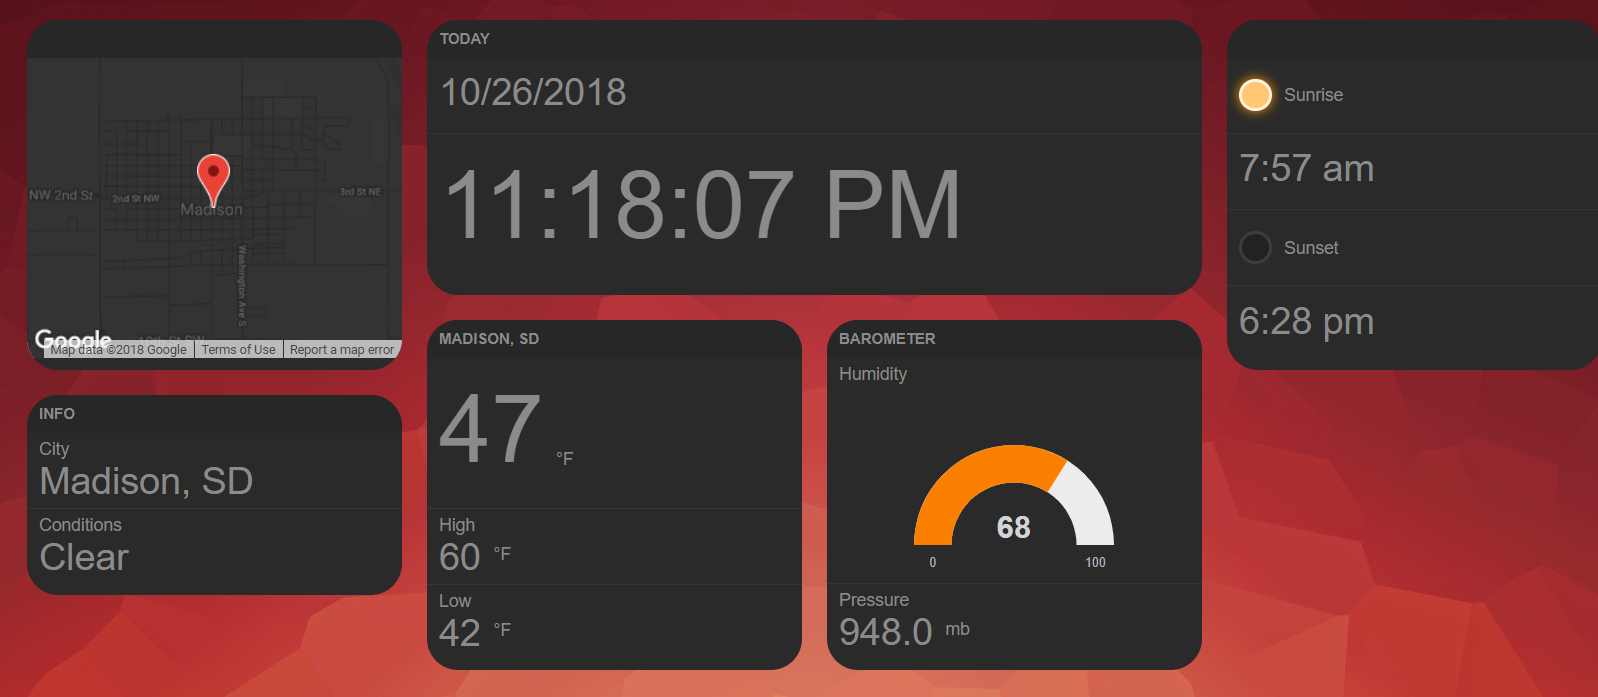 NW 2nd St
2nd St NW
3rd St NE
Madison
Washington Ave S
Google
Map data ©2018 Google
Terms of Use
Report a map error
INFO
City
Madison, SD
Conditions
Clear
TODAY
10/26/2018
11:18:07 PM
MADISON, SD
47 °F
High
60 °F
Low
42 °F
BAROMETER
Humidity
68
0 100
Pressure
948.0 mb
Sunrise
7:57 am
Sunset
6:28 pm